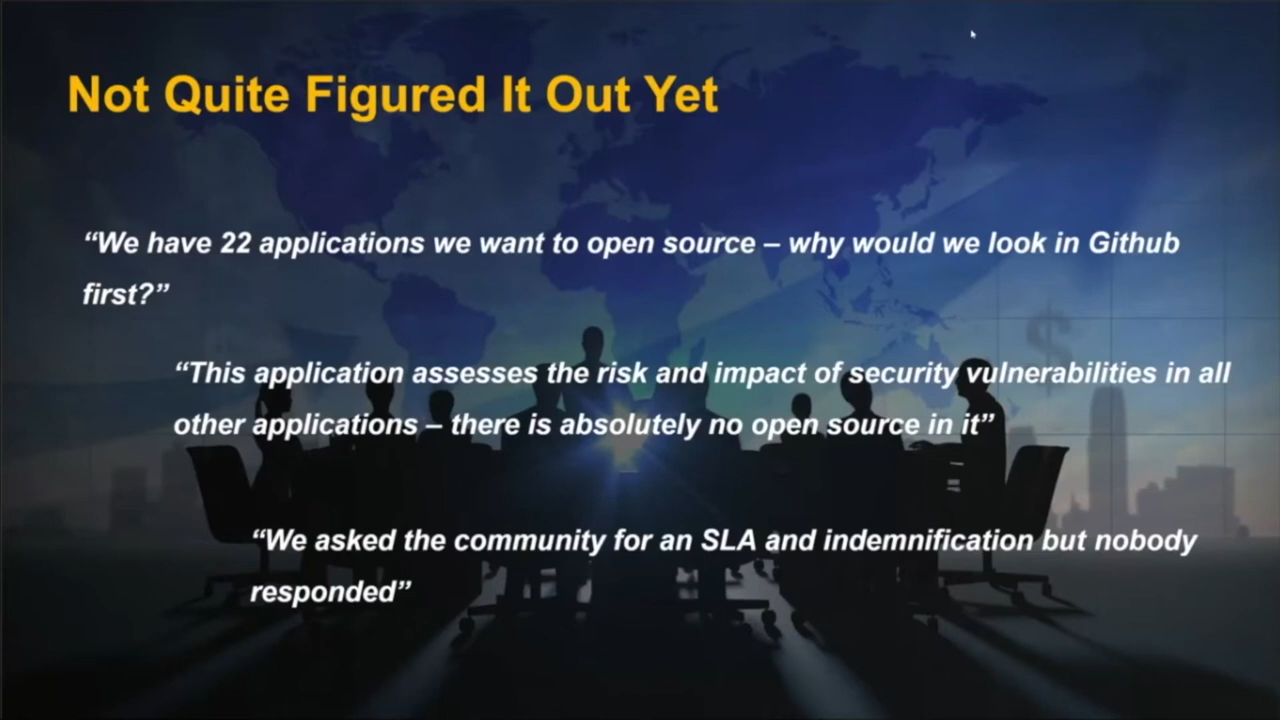 Not Quite Figured It Out Yet
“We have 22 applications we want to open source – why would we look in Github
first?”
“This application assesses the risk and impact of security vulnerabilities in all
other applications – there is absolutely no open source in it”
“We asked the community for an SLA and indemnification but nobody
responded”